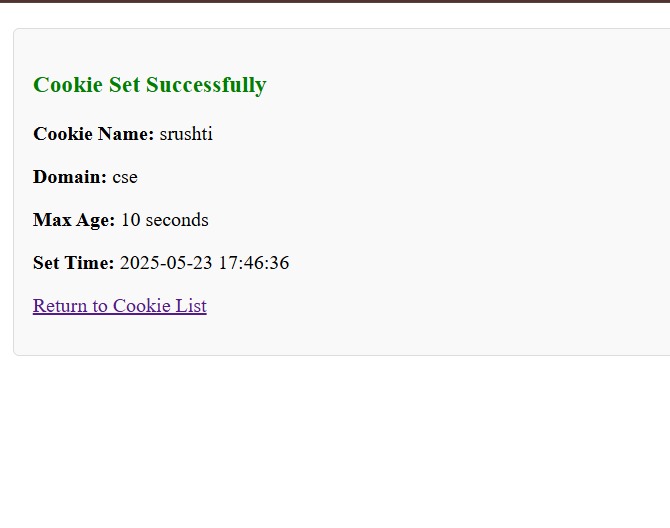 Cookie Set Successfully
Cookie Name: srushti
Domain: cse
Max Age: 10 seconds
Set Time: 2025-05-23 17:46:36
Return to Cookie List